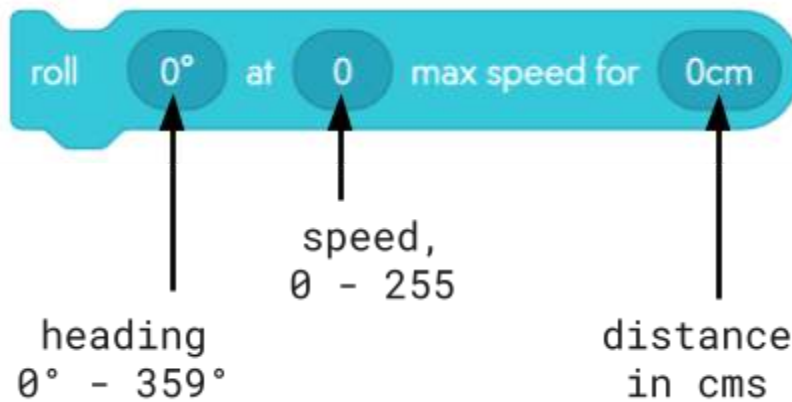 roll 0° at 0 max speed for 0cm
speed,
0 - 255
heading
0° - 359°
distance
in cms